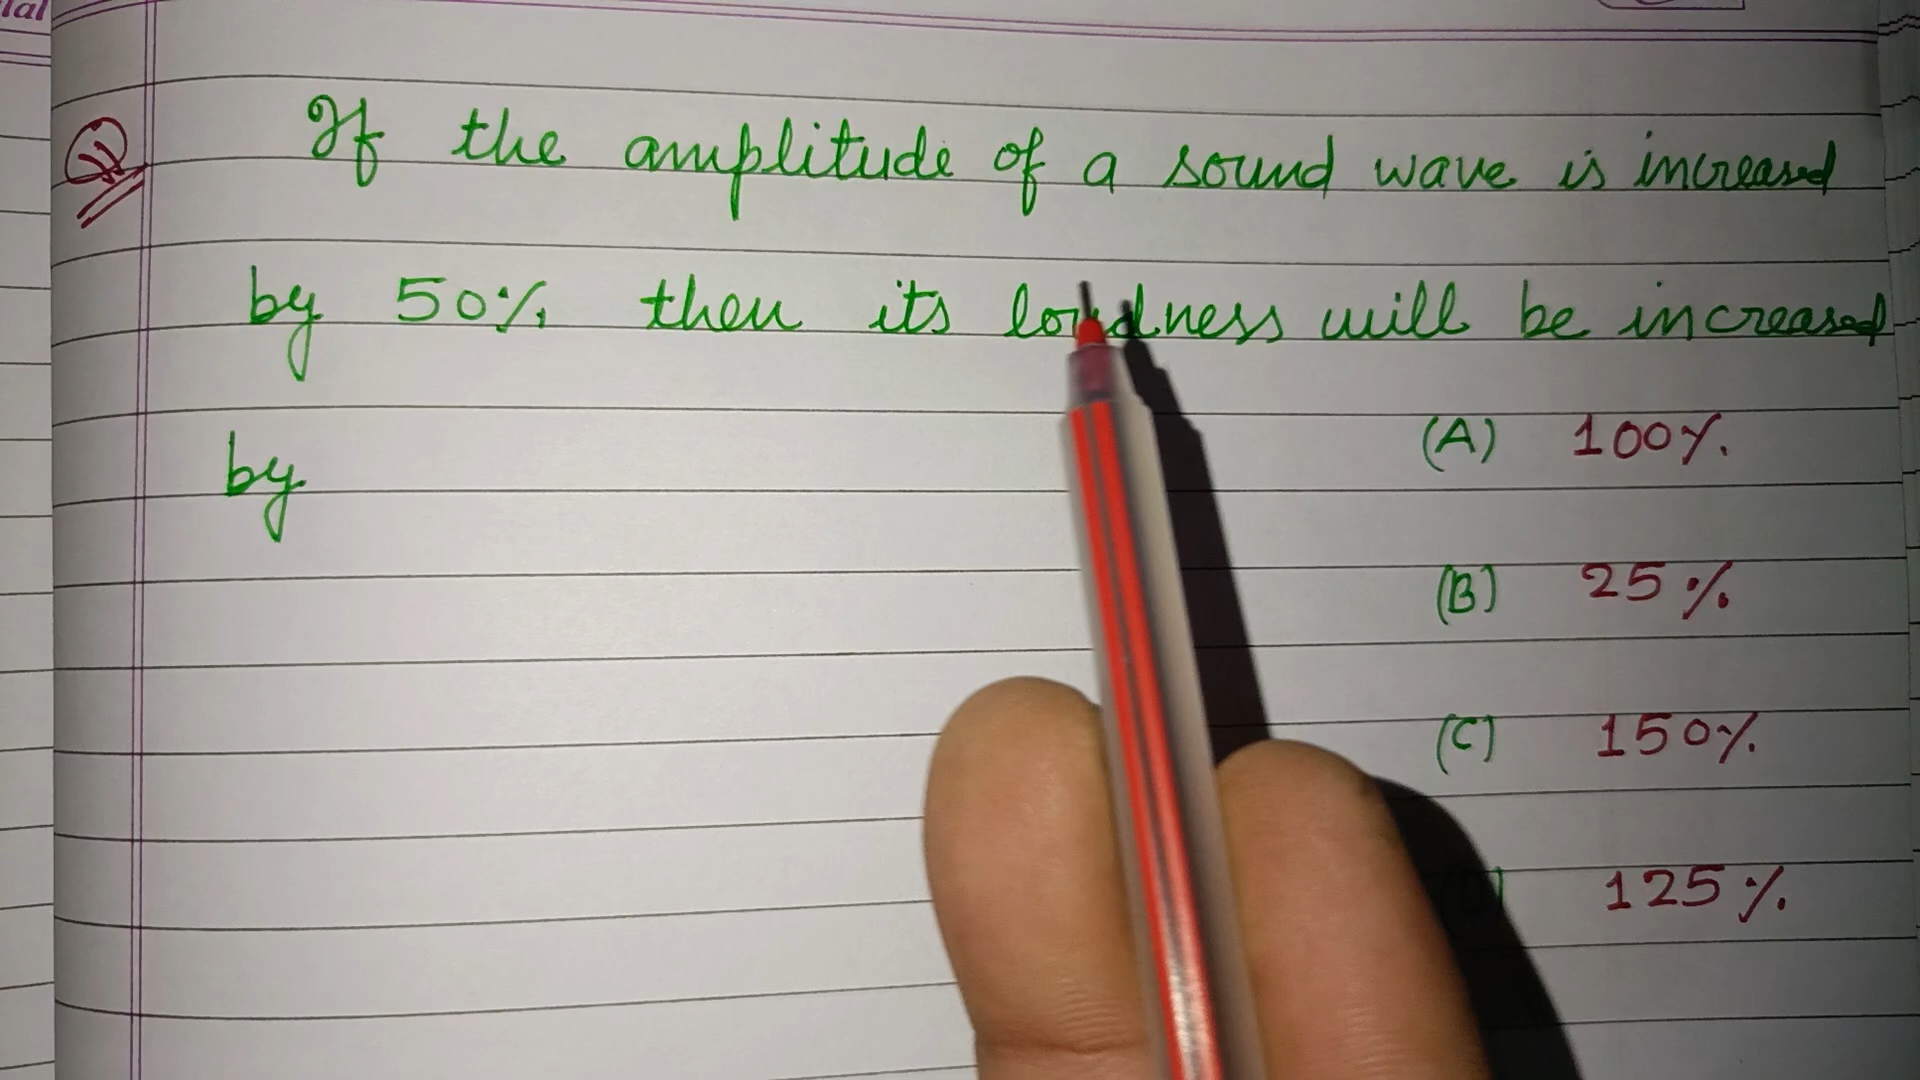 lal
Q If the amplitude of a sound wave is increased
by 50% then its loudness will be increased
by
(A) 100%.
(B) 25%.
(C) 150%.
(D) 125%.